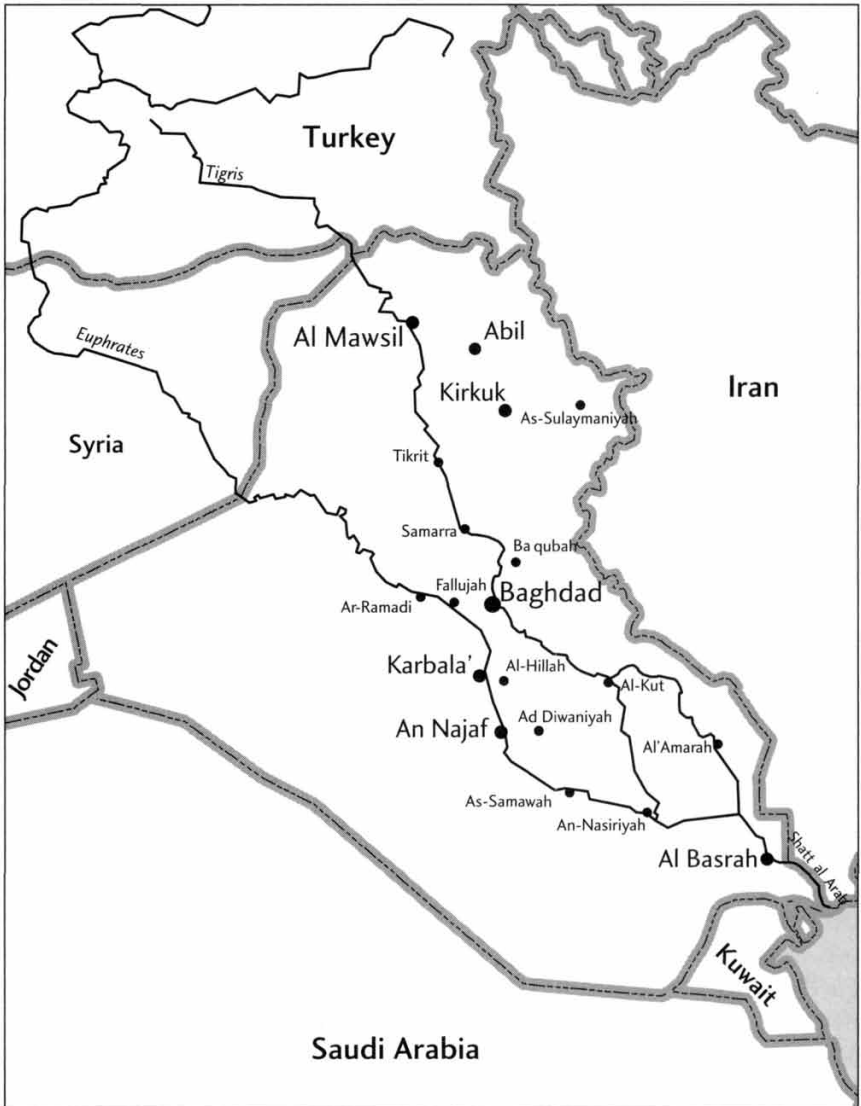 Turkey
Tigris
Al Mawsil
Abil
Euphrates
Iran
Kirkuk
As-Sulaymaniyah
Syria
Tikrit
Samarra
Ba qubah
Fallujah
Baghdad
Ar-Ramadi
Jordan
Karbala’
Al-Hillah
Al-Kut
An Najaf
Ad Diwaniyah
Al’Amarah
As-Samawah
An-Nasiriyah
Al Basrah
Shatt al Arab
Kuwait
Saudi Arabia